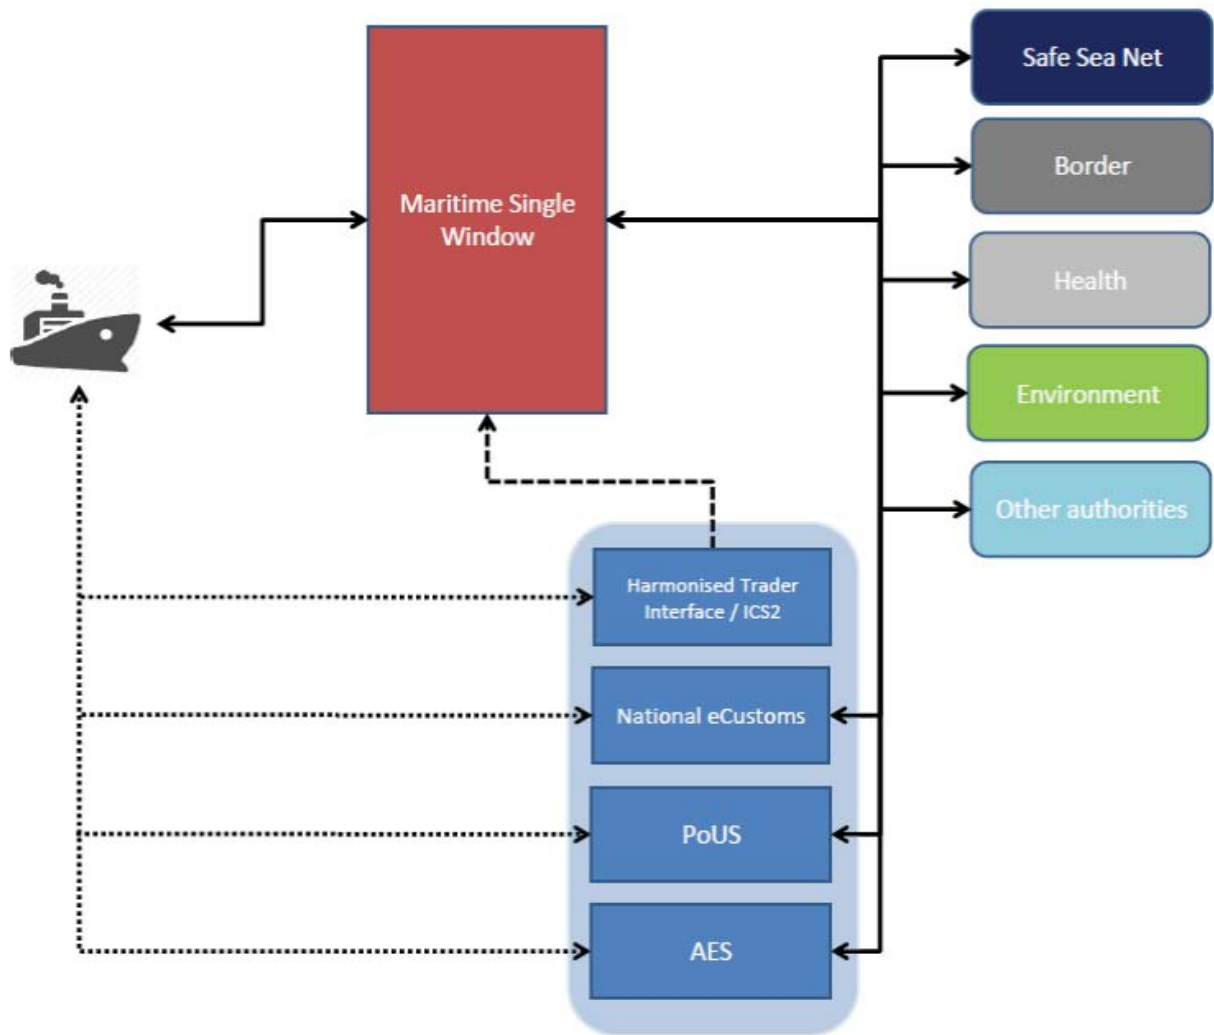 Safe Sea Net
Border
Maritime Single
Window
Health
Environment
Other authorities
Harmonised Trader
Interface / ICS2
National eCustoms
PoUS
AES